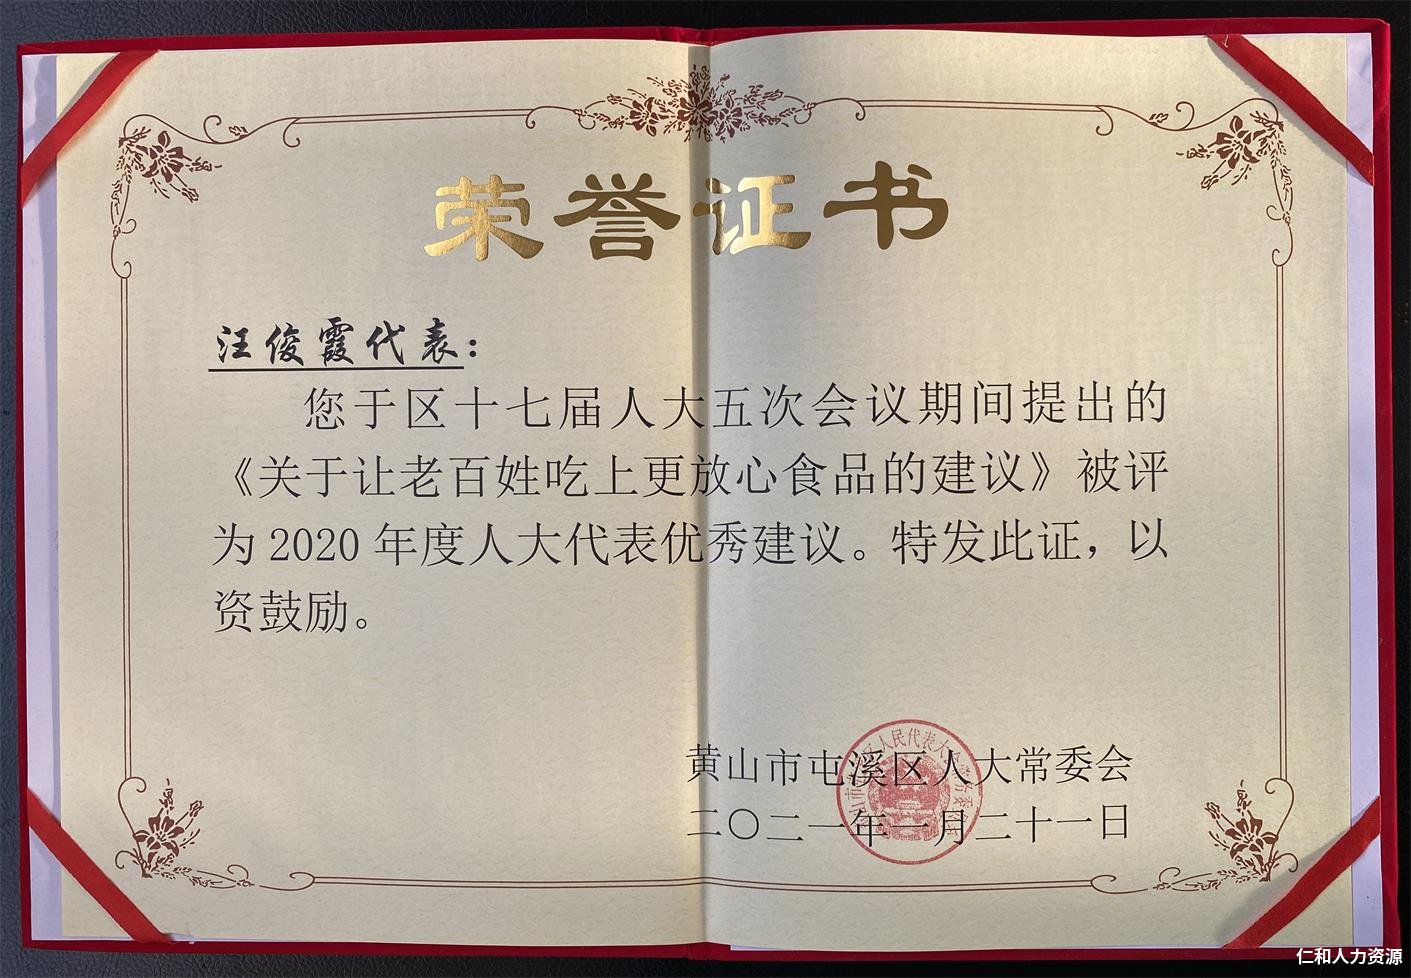 荣誉证书
汪俊霞代表：
您于区十七届人大五次会议期间提出的
《关于让老百姓吃上更放心食品的建议》被评
为2020年度人大代表优秀建议。特发此证，以
资鼓励。
黄山市屯溪区人大常委会
二〇二一年一月二十一日
仁和人力资源